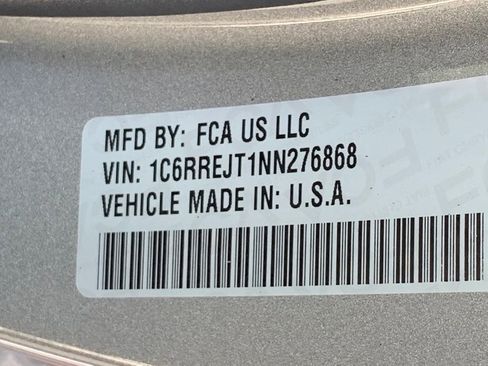 MFD BY: FCA US LLC
VIN: 1C6RREJT1NN276868
VEHICLE MADE IN: U.S.A.